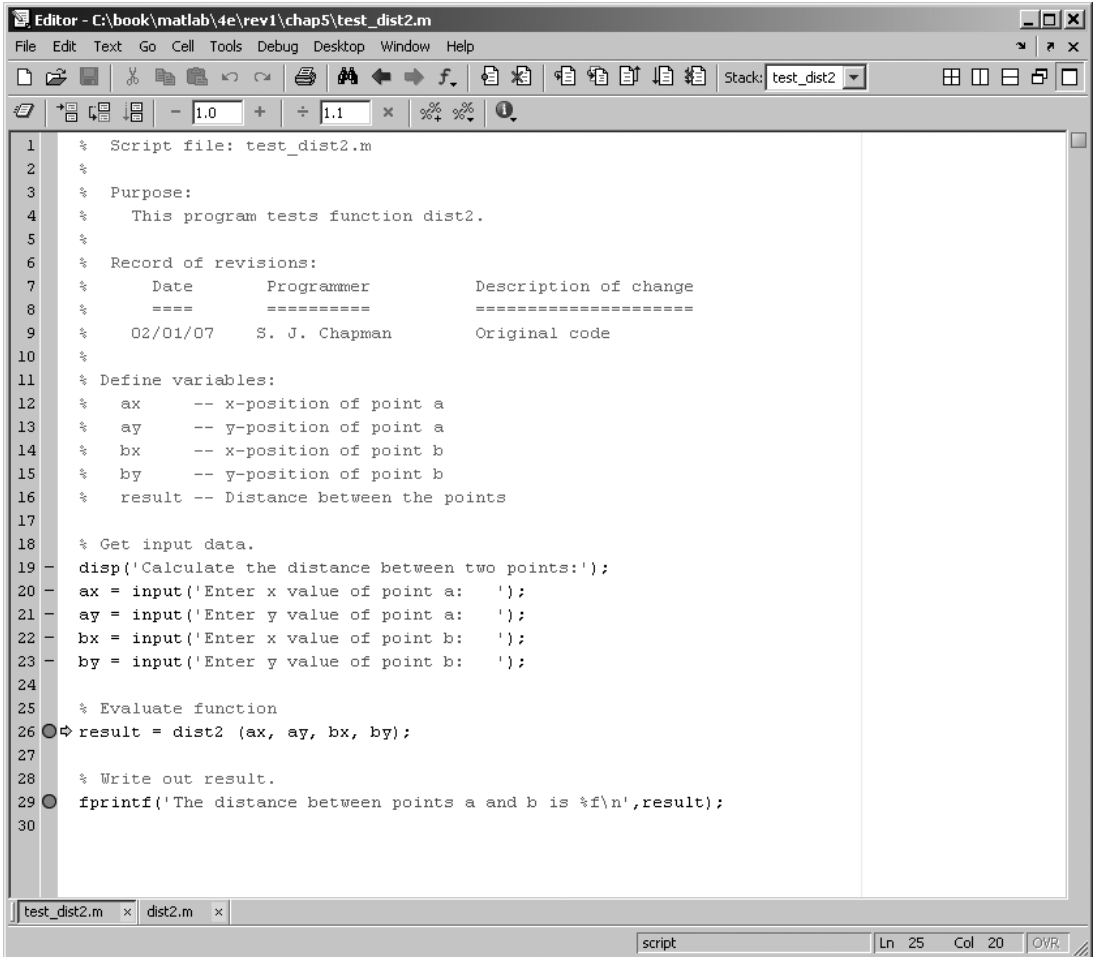 Editor - C:\book\matlab\4e\rev1\chap5\test_dist2.m
File Edit Text Go Cell Tools Debug Desktop Window Help
Stack: test_dist2
- 1.0 + ÷ 1.1 ×
1 % Script file: test_dist2.m
2 %
3 % Purpose:
4 % This program tests function dist2.
5 %
6 % Record of revisions:
7 % Date Programmer Description of change
8 % ==== ========== =====================
9 % 02/01/07 S. J. Chapman Original code
10 %
11 % Define variables:
12 % ax -- x-position of point a
13 % ay -- y-position of point a
14 % bx -- x-position of point b
15 % by -- y-position of point b
16 % result -- Distance between the points
17
18 % Get input data.
19 - disp('Calculate the distance between two points:');
20 - ax = input('Enter x value of point a:   ');
21 - ay = input('Enter y value of point a:   ');
22 - bx = input('Enter x value of point b:   ');
23 - by = input('Enter y value of point b:   ');
24
25 % Evaluate function
26 result = dist2 (ax, ay, bx, by);
27
28 % Write out result.
29 fprintf('The distance between points a and b is %f\n',result);
30
test_dist2.m × dist2.m ×
script Ln 25 Col 20 OVR